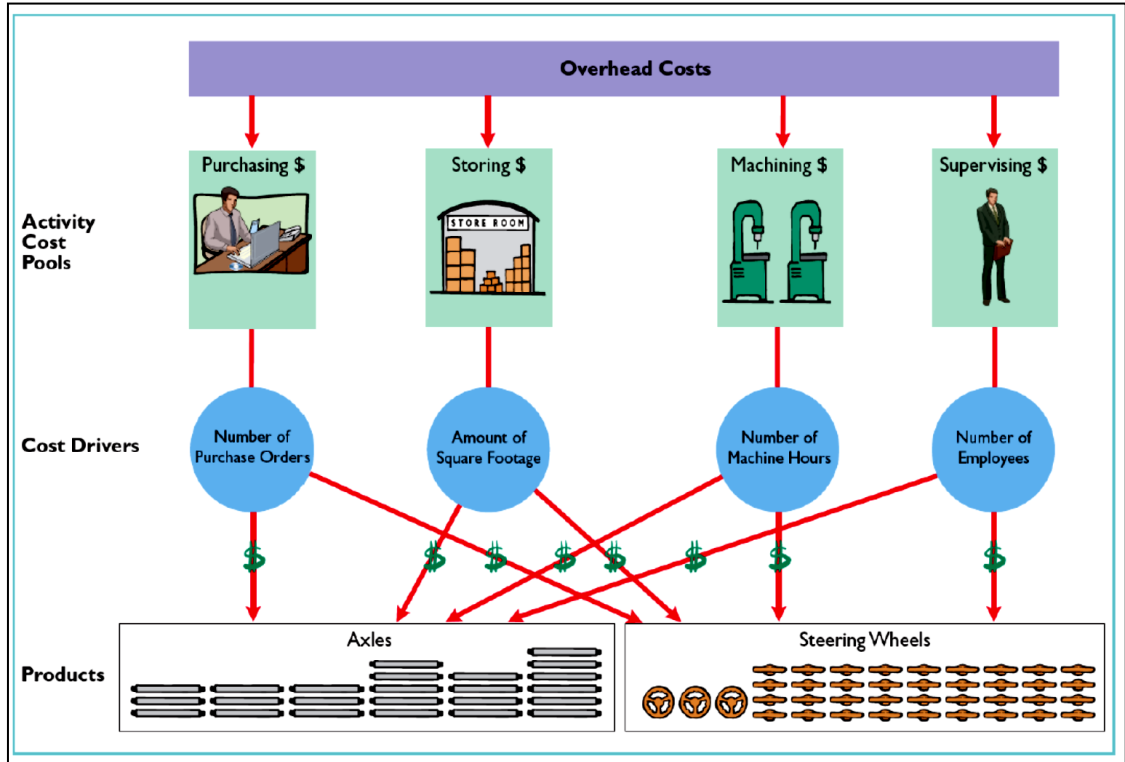 Overhead Costs
Purchasing $
Storing $
Machining $
Supervising $
STORE ROOM
Activity
Cost
Pools
Cost Drivers
Number of
Purchase Orders
Amount of
Square Footage
Number of
Machine Hours
Number of
Employees
$
$
$
$
$
$
$
$
Products
Axles
Steering Wheels